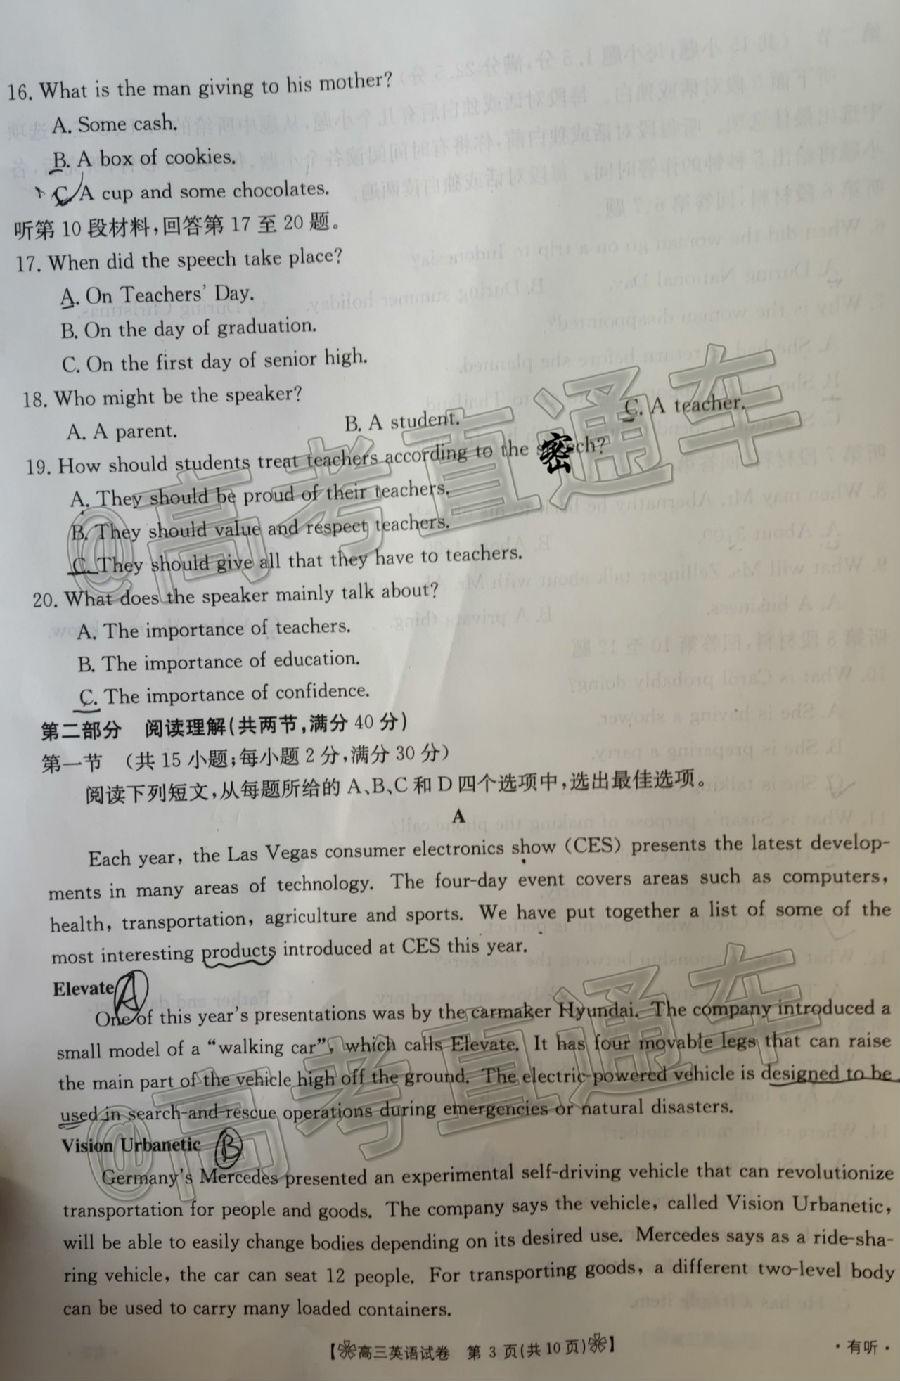 16. What is the man giving to his mother?
A. Some cash.
B. A box of cookies.
C. A cup and some chocolates.
听第 10 段材料，回答第 17 至 20 题。
17. When did the speech take place?
A. On Teachers' Day.
B. On the day of graduation.
C. On the first day of senior high.
18. Who might be the speaker?
A. A parent. B. A student. C. A teacher.
19. How should students treat teachers according to the
密
A. They should be proud of their teachers.
B. They should value and respect teachers.
C. They should give all that they have to teachers.
20. What does the speaker mainly talk about?
A. The importance of teachers.
B. The importance of education.
C. The importance of confidence.
第二部分 阅读理解(共两节，满分 40 分)
第一节 (共 15 小题；每小题 2 分，满分 30 分)
阅读下列短文，从每题所给的 A、B、C 和 D 四个选项中，选出最佳选项。
A
Each year, the Las Vegas consumer electronics show (CES) presents the latest develop-
ments in many areas of technology. The four-day event covers areas such as computers,
health, transportation, agriculture and sports. We have put together a list of some of the
most interesting products introduced at CES this year.
Elevate A
One of this year's presentations was by the carmaker Hyundai. The company introduced a
small model of a "walking car", which calls Elevate. It has four movable legs that can raise
the main part of the vehicle high off the ground. The electric-powered vehicle is designed to be
used in search-and-rescue operations during emergencies or natural disasters.
Vision Urbanetic B
Germany's Mercedes presented an experimental self-driving vehicle that can revolutionize
transportation for people and goods. The company says the vehicle, called Vision Urbanetic,
will be able to easily change bodies depending on its desired use. Mercedes says as a ride-sha-
ring vehicle, the car can seat 12 people. For transporting goods, a different two-level body
can be used to carry many loaded containers.
【高三英语试卷 第 3 页(共 10 页)】
·有听·
@高考直通车
@高考直通车